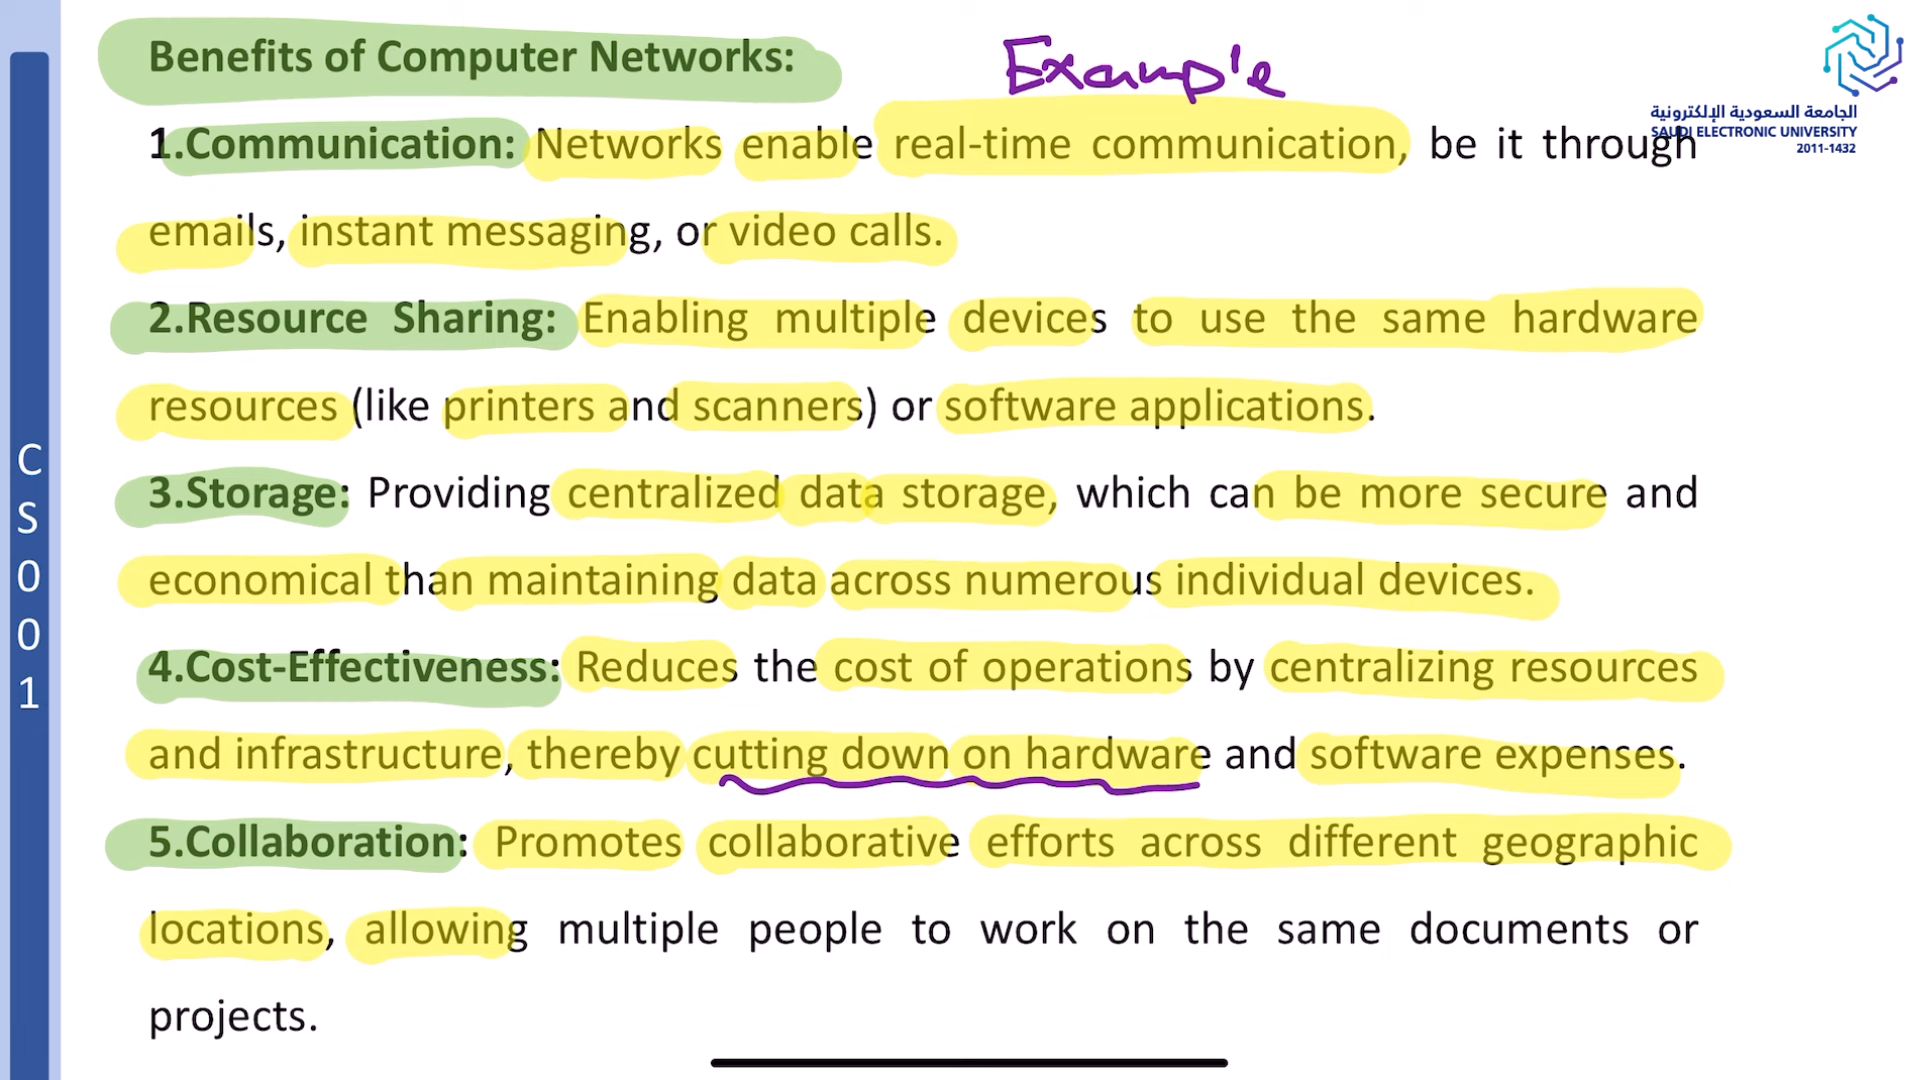 Benefits of Computer Networks:
Example
الجامعة السعودية الإلكترونية
SAUDI ELECTRONIC UNIVERSITY
2011-1432
1.Communication: Networks enable real-time communication, be it through
emails, instant messaging, or video calls.
2.Resource Sharing: Enabling multiple devices to use the same hardware
resources (like printers and scanners) or software applications.
3.Storage: Providing centralized data storage, which can be more secure and
economical than maintaining data across numerous individual devices.
4.Cost-Effectiveness: Reduces the cost of operations by centralizing resources
and infrastructure, thereby cutting down on hardware and software expenses.
5.Collaboration: Promotes collaborative efforts across different geographic
locations, allowing multiple people to work on the same documents or
projects.
C
S
0
0
1